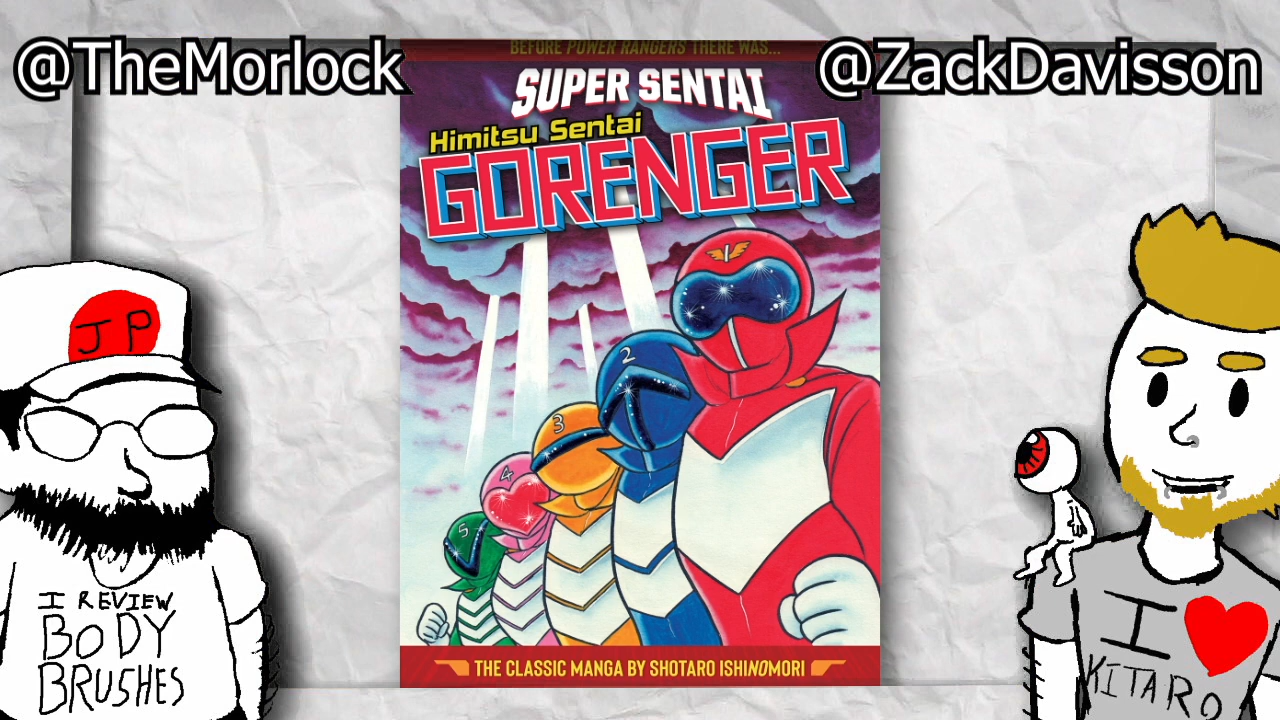 @TheMorlock
BEFORE POWER RANGERS THERE WAS...
@ZackDavisson
SUPER SENTAI
Himitsu Sentai
GORENGER
1
2
3
4
5
THE CLASSIC MANGA BY SHOTARO ISHINOMORI
JP
I REVIEW
BODY
BRUSHES
I
KITARO